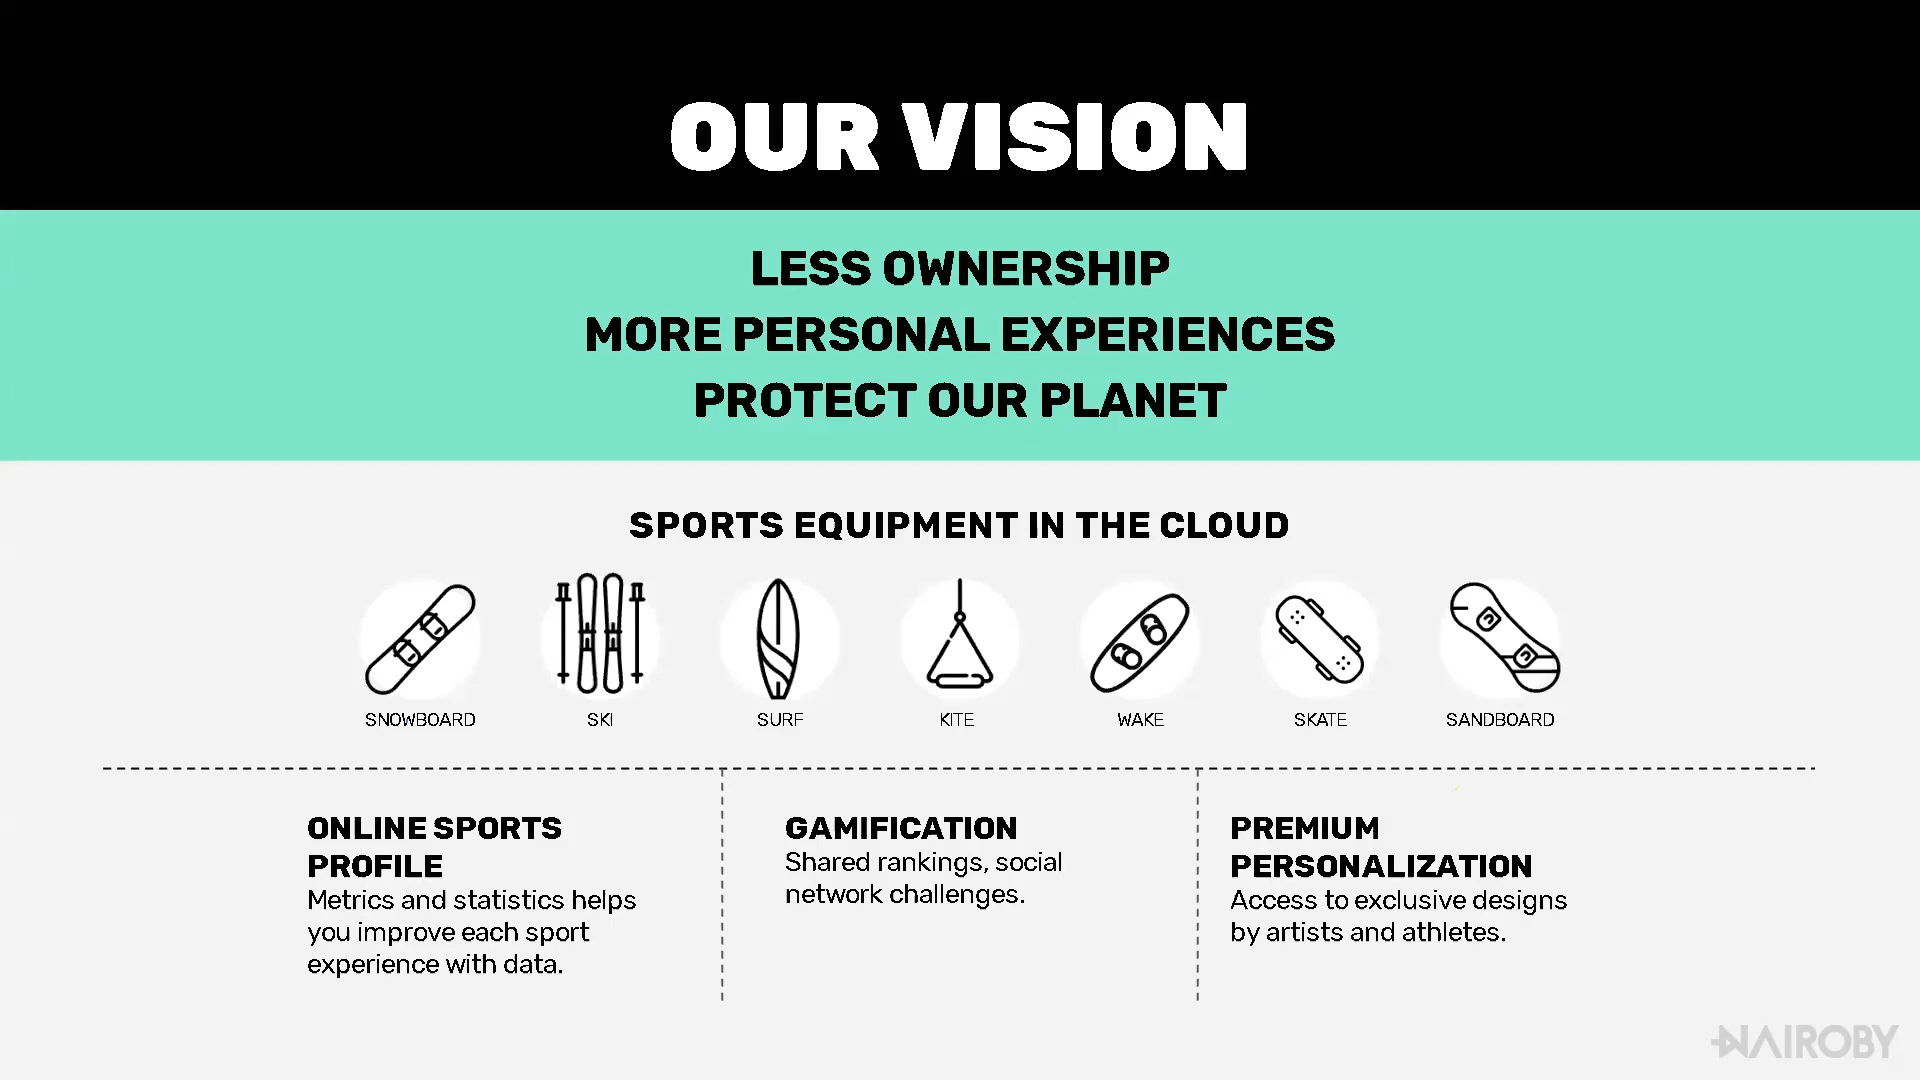 OUR VISION
LESS OWNERSHIP
MORE PERSONAL EXPERIENCES
PROTECT OUR PLANET
SPORTS EQUIPMENT IN THE CLOUD
SNOWBOARD
SKI
SURF
KITE
WAKE
SKATE
SANDBOARD
ONLINE SPORTS
PROFILE
Metrics and statistics helps
you improve each sport
experience with data.
GAMIFICATION
Shared rankings, social
network challenges.
PREMIUM
PERSONALIZATION
Access to exclusive designs
by artists and athletes.
NAIROBY